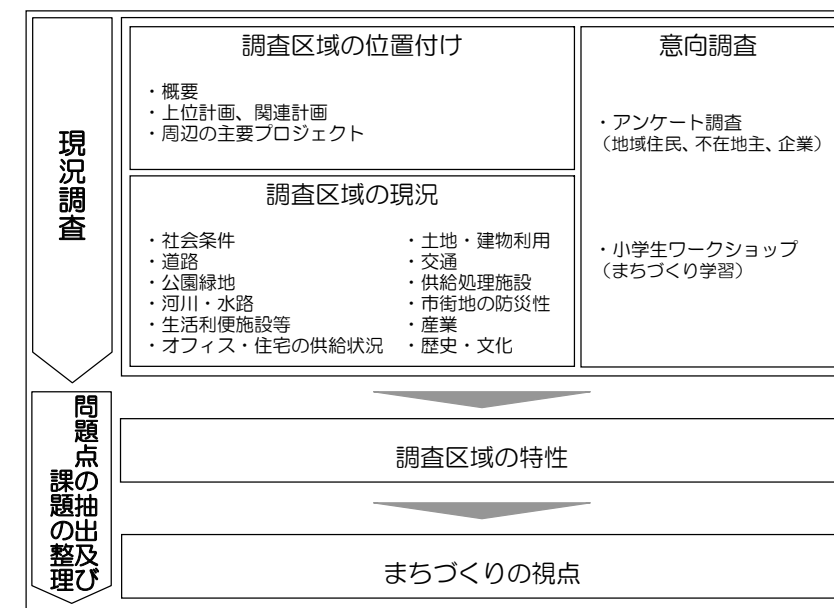 現況調査
調査区域の位置付け
・概要
・上位計画、関連計画
・周辺の主要プロジェクト
調査区域の現況
・社会条件
・道路
・公園緑地
・河川・水路
・生活利便施設等
・オフィス・住宅の供給状況
・土地・建物利用
・交通
・供給処理施設
・市街地の防災性
・産業
・歴史・文化
意向調査
・アンケート調査
（地域住民、不在地主、企業）
・小学生ワークショップ
（まちづくり学習）
問題点の抽出及び
課題の整理
調査区域の特性
まちづくりの視点